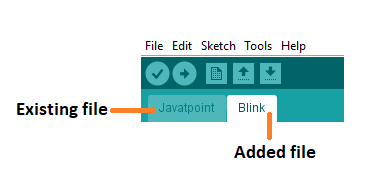 File Edit Sketch Tools Help
Javatpoint Blink
Existing file
Added file